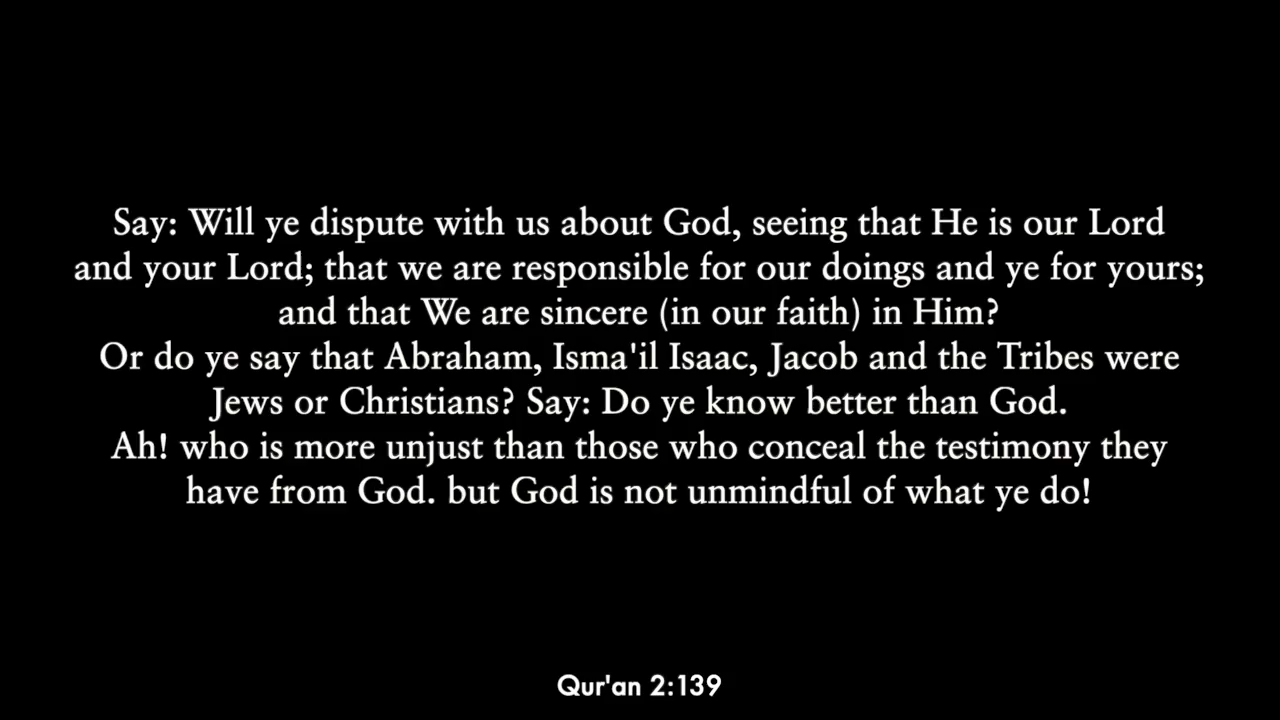 Say: Will ye dispute with us about God, seeing that He is our Lord
and your Lord; that we are responsible for our doings and ye for yours;
and that We are sincere (in our faith) in Him?
Or do ye say that Abraham, Isma'il Isaac, Jacob and the Tribes were
Jews or Christians? Say: Do ye know better than God.
Ah! who is more unjust than those who conceal the testimony they
have from God. but God is not unmindful of what ye do!
Qur'an 2:139